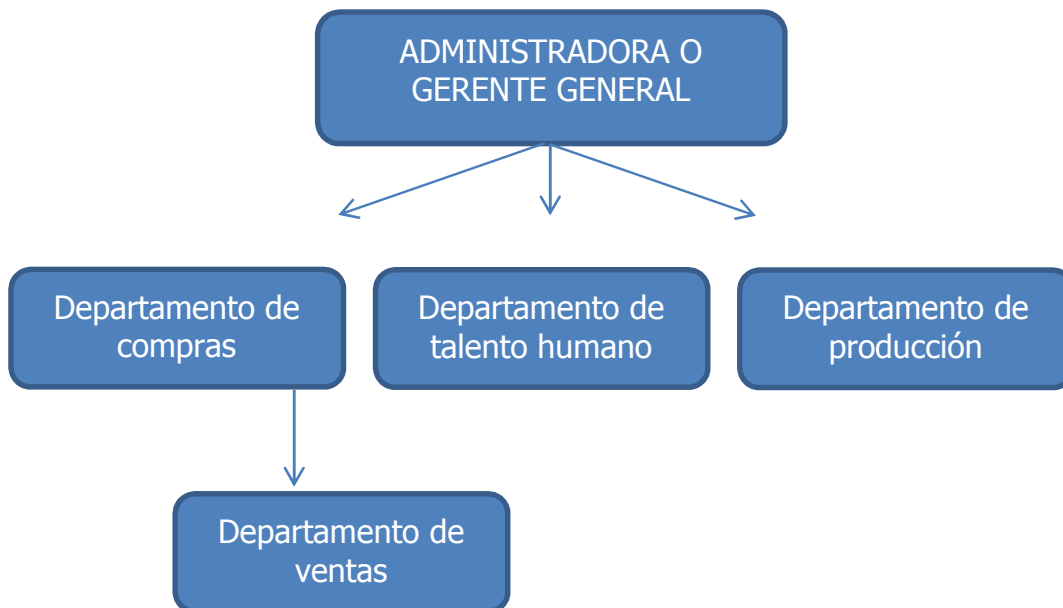 ADMINISTRADORA O
GERENTE GENERAL
Departamento de
compras
Departamento de
talento humano
Departamento de
producción
Departamento de
ventas